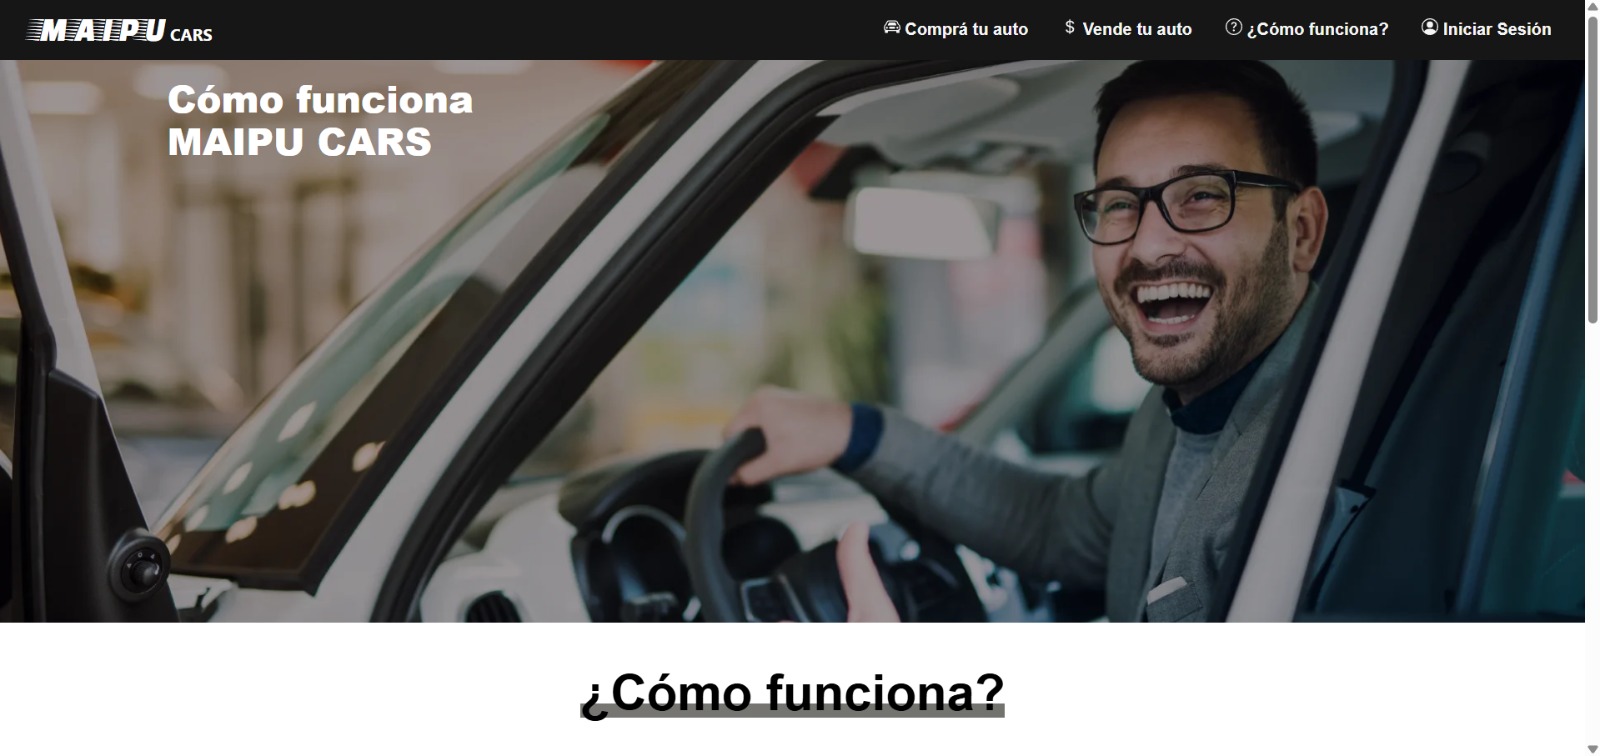 MAIPU CARS
Comprá tu auto
$ Vende tu auto
¿Cómo funciona?
Iniciar Sesión
Cómo funciona
MAIPU CARS
¿Cómo funciona?